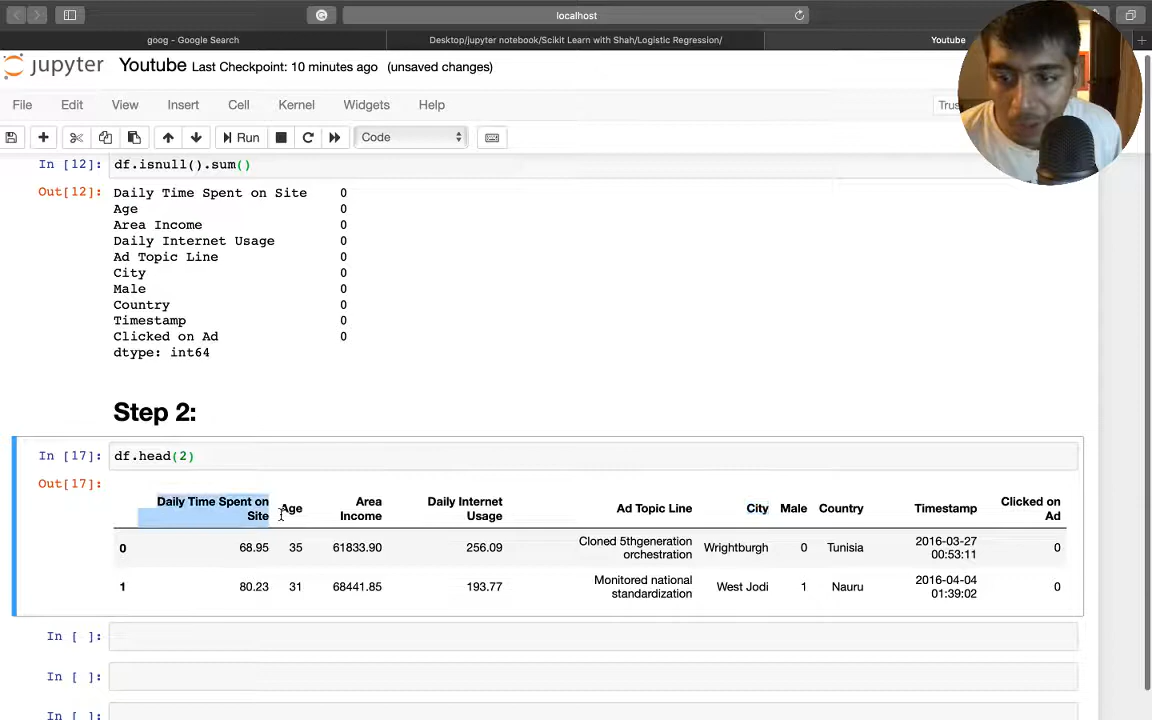 localhost
goog - Google Search
Desktop/jupyter notebook/Scikit Learn with Shah/Logistic Regression/
Youtube
jupyter Youtube Last Checkpoint: 10 minutes ago (unsaved changes)
File Edit View Insert Cell Kernel Widgets Help
Run Code
In [12]: df.isnull().sum()
Out[12]: Daily Time Spent on Site 0
Age 0
Area Income 0
Daily Internet Usage 0
Ad Topic Line 0
City 0
Male 0
Country 0
Timestamp 0
Clicked on Ad 0
dtype: int64
Step 2:
In [17]: df.head(2)
Out[17]:
Daily Time Spent on Site Age Area Income Daily Internet Usage Ad Topic Line City Male Country Timestamp Clicked on Ad
0 68.95 35 61833.90 256.09 Cloned 5thgeneration orchestration Wrightburgh 0 Tunisia 2016-03-27 00:53:11 0
1 80.23 31 68441.85 193.77 Monitored national standardization West Jodi 1 Nauru 2016-04-04 01:39:02 0
In [ ]:
In [ ]:
In [ ]: